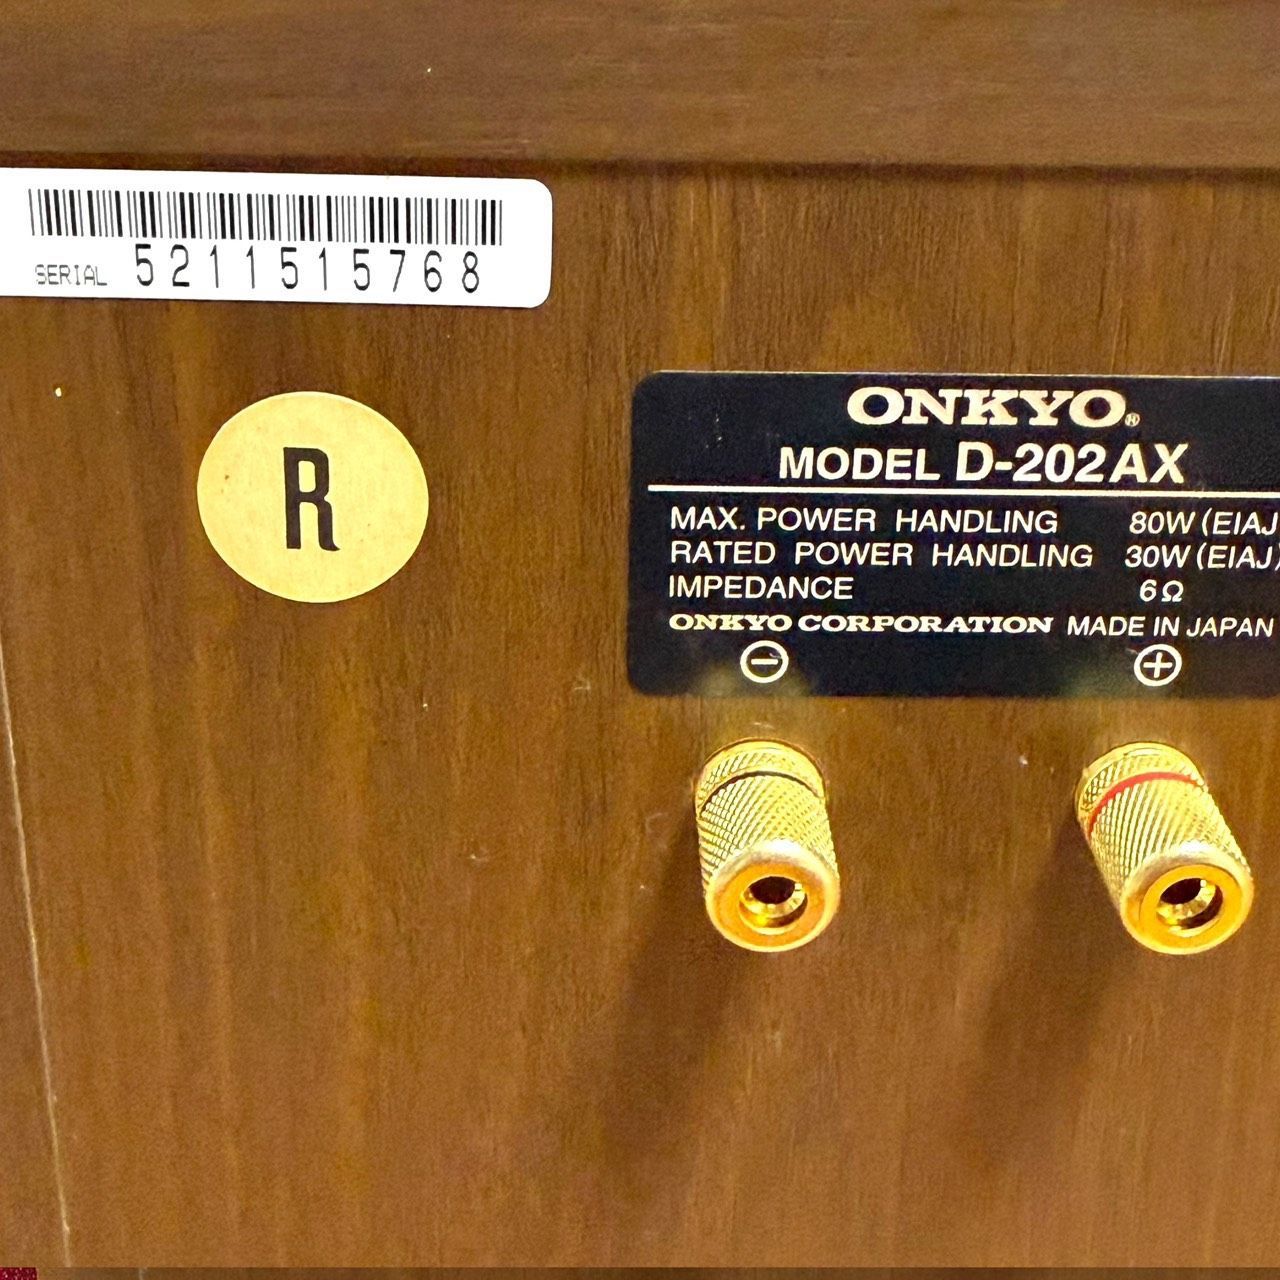 SERIAL 5211515768
R
ONKYO®
MODEL D-202AX
MAX. POWER HANDLING 80W (EIAJ)
RATED POWER HANDLING 30W (EIAJ)
IMPEDANCE 6Ω
ONKYO CORPORATION MADE IN JAPAN
⊖ ⊕